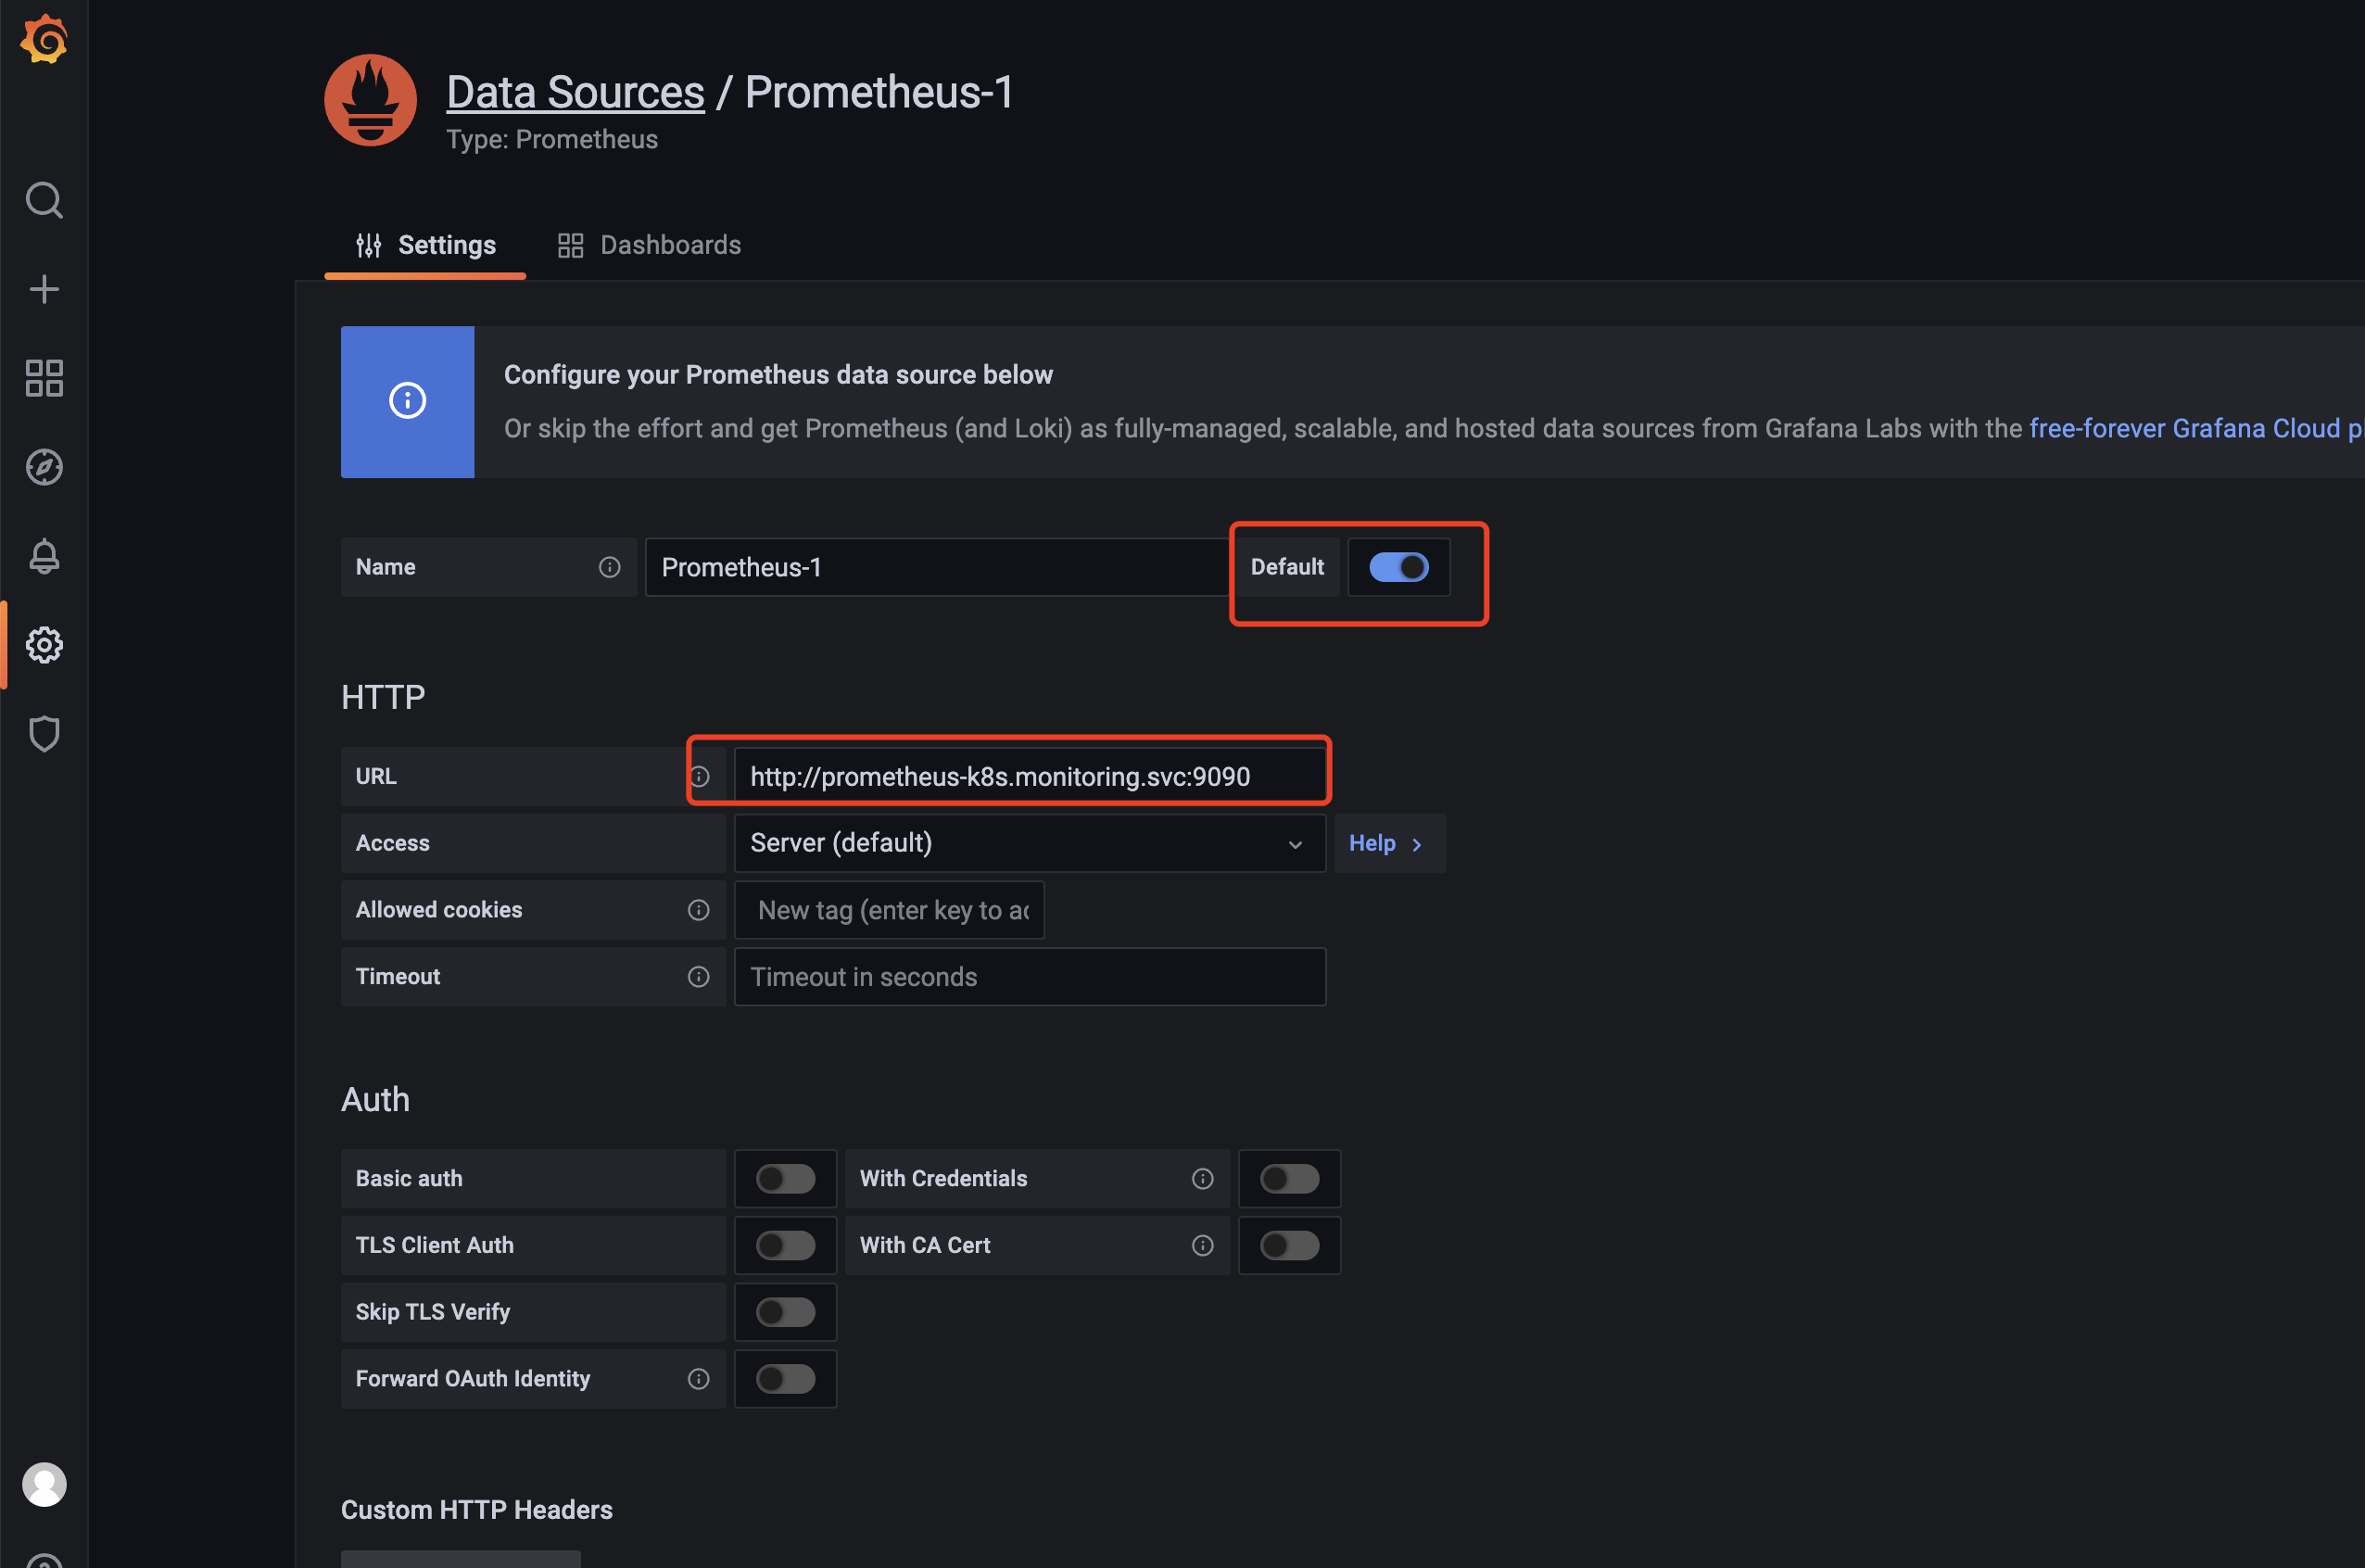 Data Sources / Prometheus-1
Type: Prometheus
Settings
Dashboards
Configure your Prometheus data source below
Or skip the effort and get Prometheus (and Loki) as fully-managed, scalable, and hosted data sources from Grafana Labs with the free-forever Grafana Cloud pl
Name
Prometheus-1
Default
HTTP
URL
http://prometheus-k8s.monitoring.svc:9090
Access
Server (default)
Help
Allowed cookies
New tag (enter key to ad
Timeout
Timeout in seconds
Auth
Basic auth
With Credentials
TLS Client Auth
With CA Cert
Skip TLS Verify
Forward OAuth Identity
Custom HTTP Headers